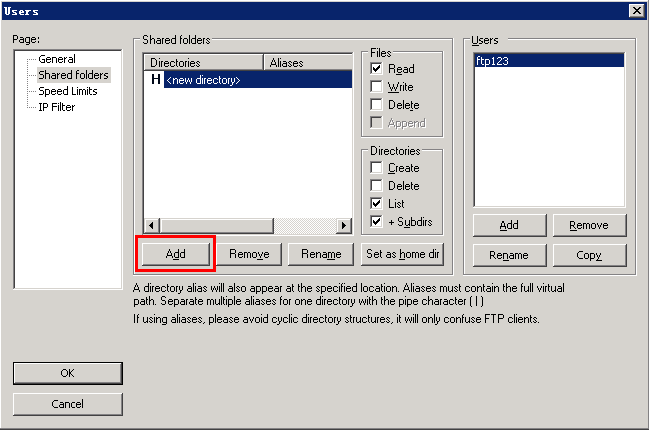 Users
Page:
General
Shared folders
Speed Limits
IP Filter
Shared folders
Directories Aliases
H <new directory>
Add Remove Rename Set as home dir
Files
Read
Write
Delete
Append
Directories
Create
Delete
List
+ Subdirs
Users
ftp123
Add Remove
Rename Copy
A directory alias will also appear at the specified location. Aliases must contain the full virtual
path. Separate multiple aliases for one directory with the pipe character ( | )
If using aliases, please avoid cyclic directory structures, it will only confuse FTP clients.
OK
Cancel